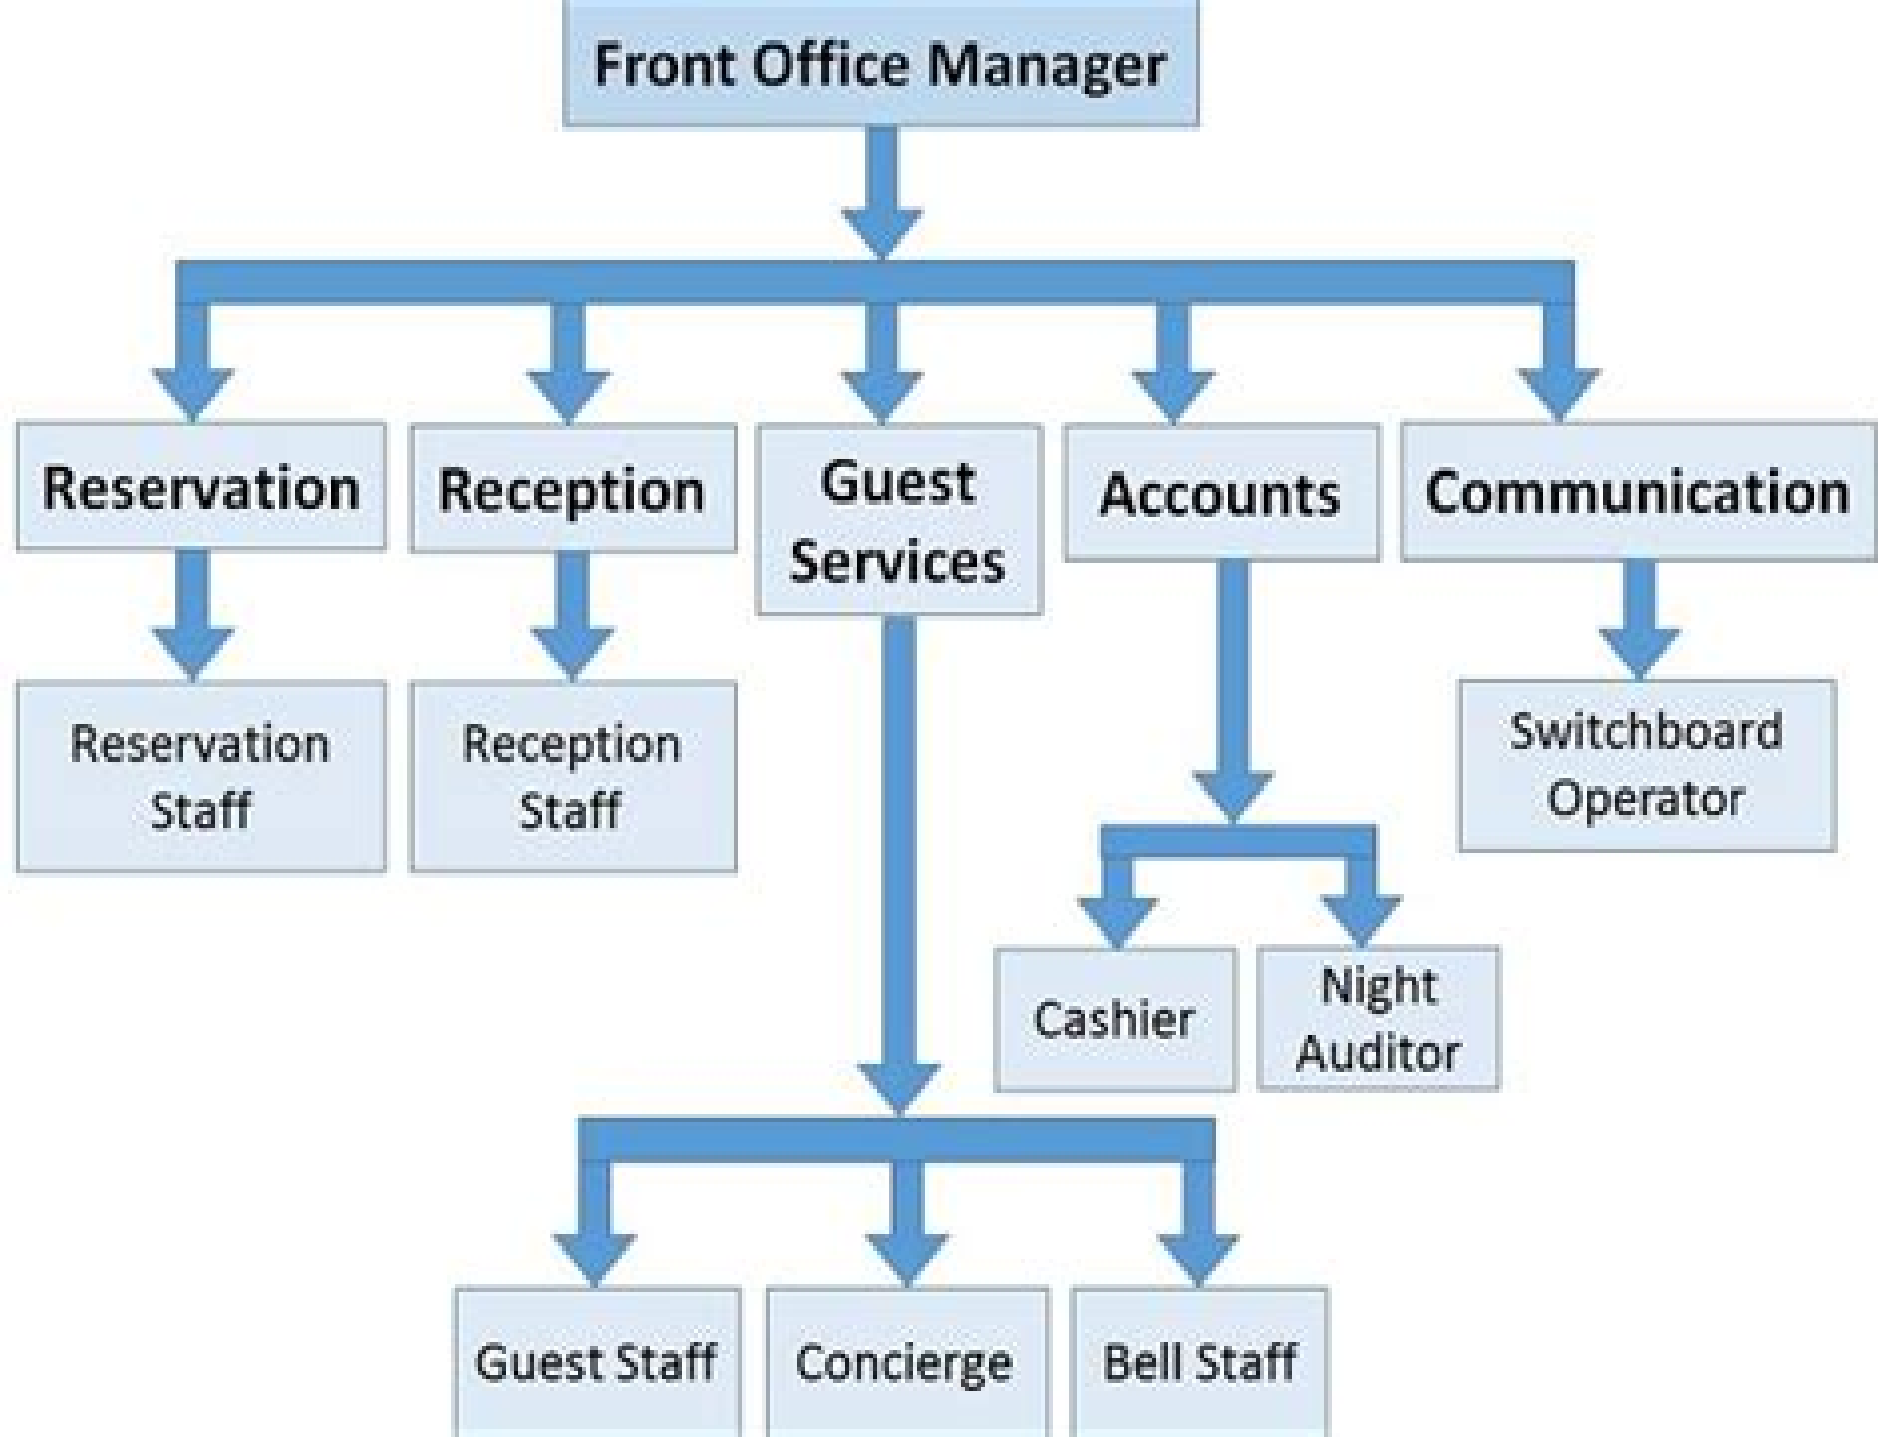 Front Office Manager
Reservation
Reception
Guest
Services
Accounts
Communication
Reservation
Staff
Reception
Staff
Switchboard
Operator
Cashier
Night
Auditor
Guest Staff
Concierge
Bell Staff